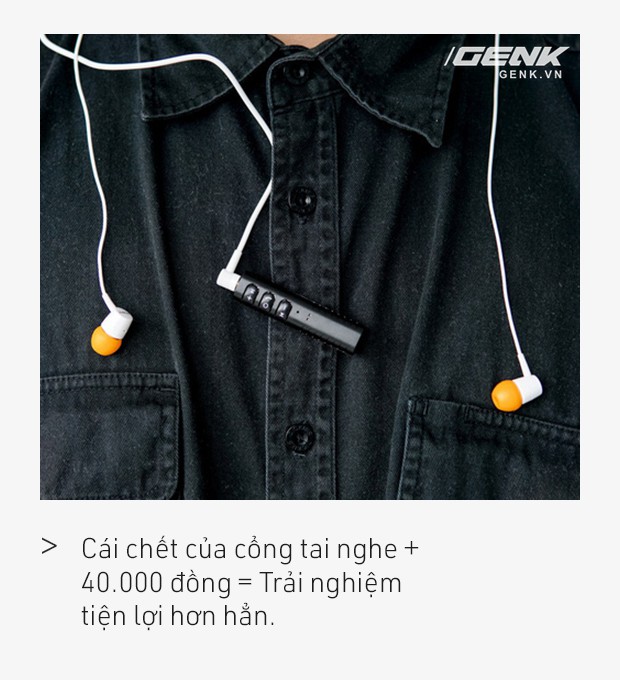 GENK
GENK.VN
> Cái chết của cổng tai nghe +
40.000 đồng = Trải nghiệm
tiện lợi hơn hẳn.